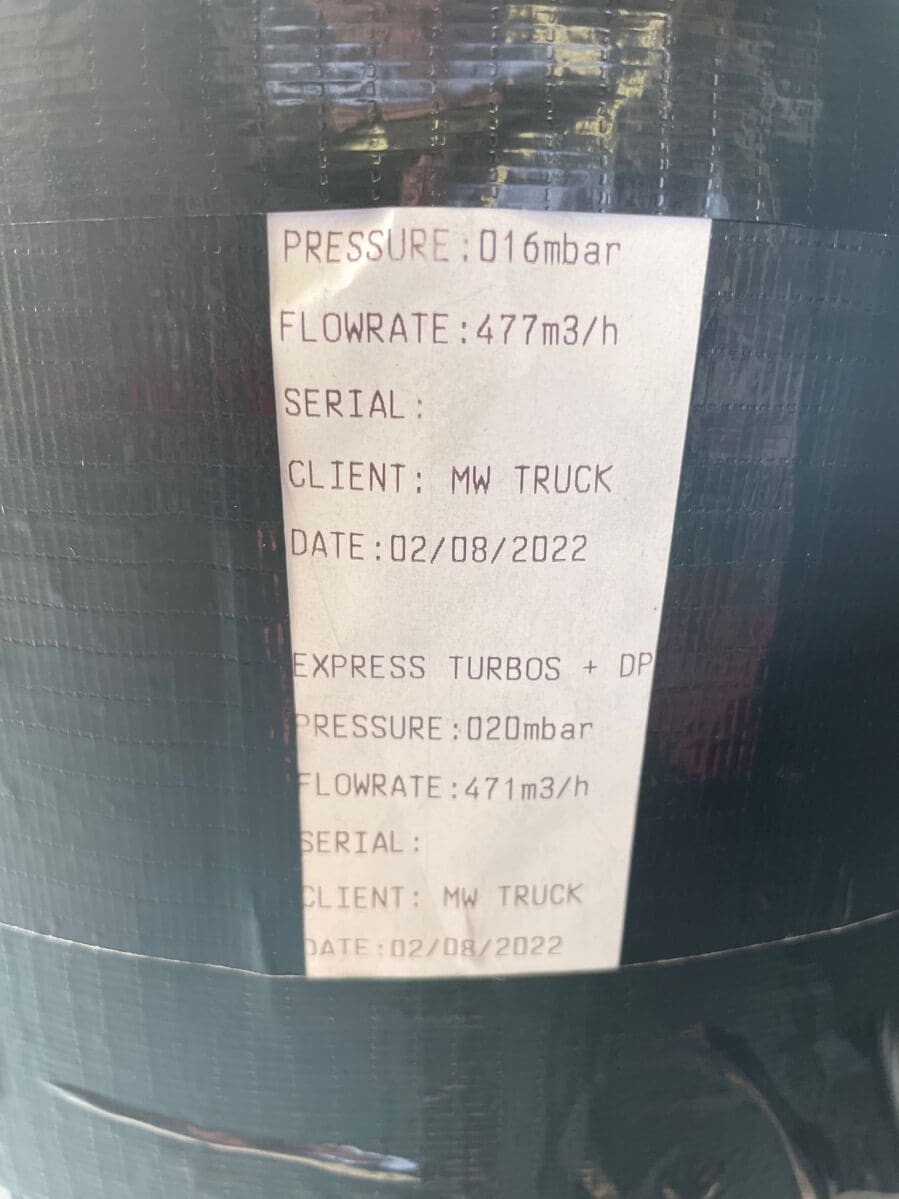 PRESSURE:016mbar
FLOWRATE:477m3/h
SERIAL:
CLIENT: MW TRUCK
DATE:02/08/2022
EXPRESS TURBOS + DP
PRESSURE:020mbar
FLOWRATE:471m3/h
SERIAL:
CLIENT: MW TRUCK
DATE:02/08/2022